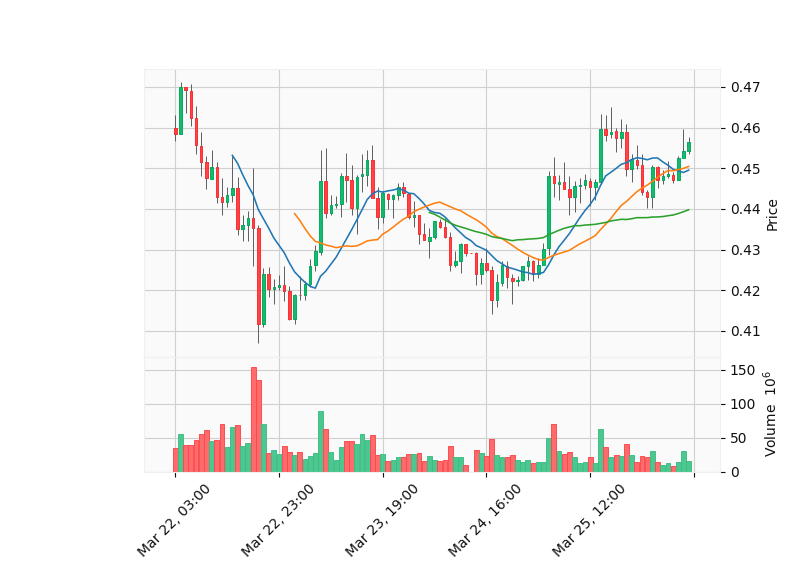 0.47
0.46
0.45
0.44
0.43
0.42
0.41
Price
150
100
50
0
Volume 10^6
Mar 22, 03:00
Mar 22, 23:00
Mar 23, 19:00
Mar 24, 16:00
Mar 25, 12:00